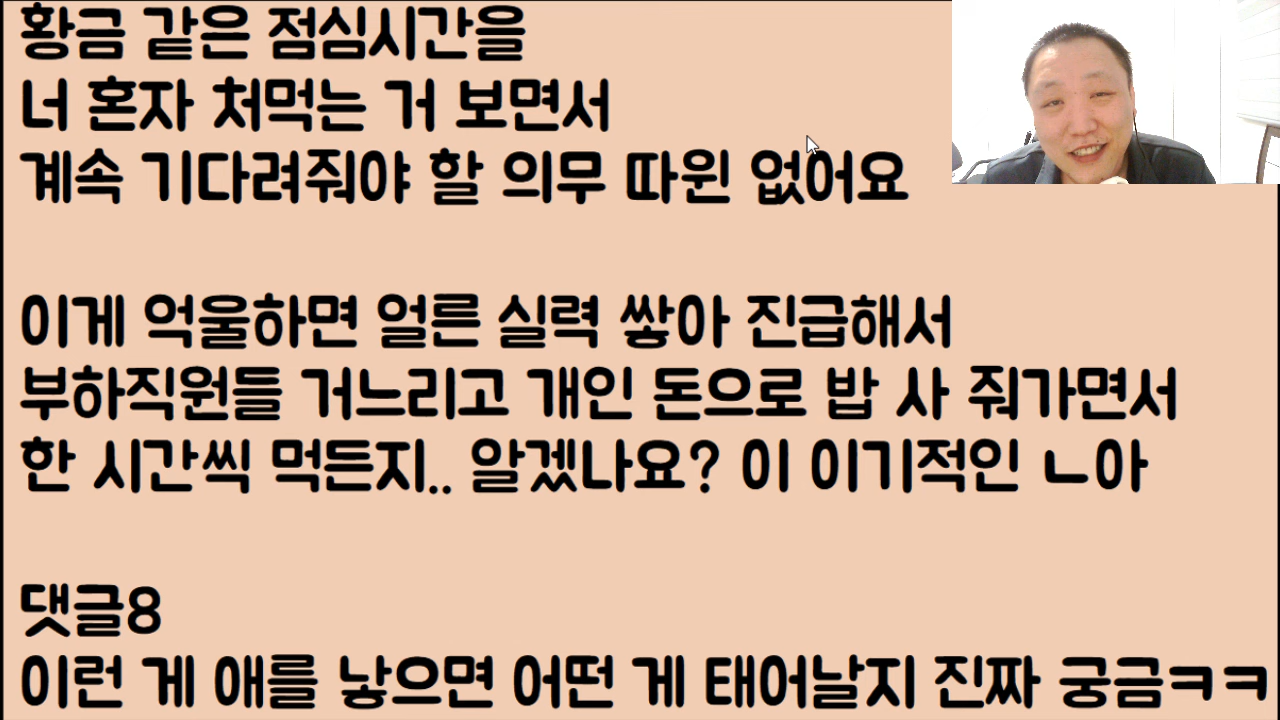 황금 같은 점심시간을
너 혼자 처먹는 거 보면서
계속 기다려줘야 할 의무 따윈 없어요
이게 억울하면 얼른 실력 쌓아 진급해서
부하직원들 거느리고 개인 돈으로 밥 사 줘가면서
한 시간씩 먹든지.. 알겠나요? 이 이기적인 ㄴ아
댓글8
이런 게 애를 낳으면 어떤 게 태어날지 진짜 궁금ㅋㅋ